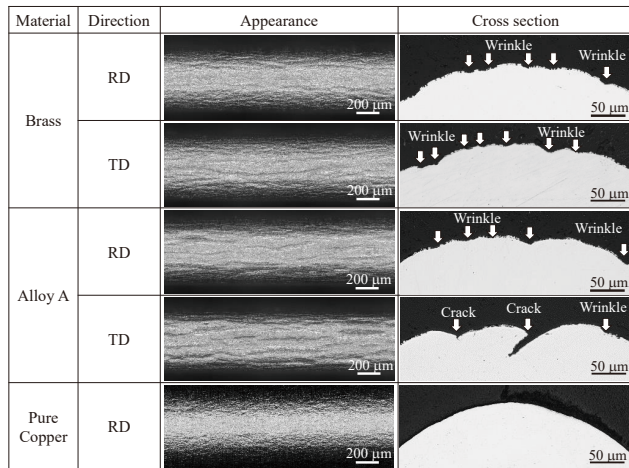 Material Direction Appearance Cross section
Brass
RD
200 μm
Wrinkle
Wrinkle
50 μm
TD
200 μm
Wrinkle
Wrinkle
50 μm
Alloy A
RD
200 μm
Wrinkle
Wrinkle
50 μm
TD
200 μm
Crack
Crack
Wrinkle
50 μm
Pure
Copper
RD
200 μm
50 μm